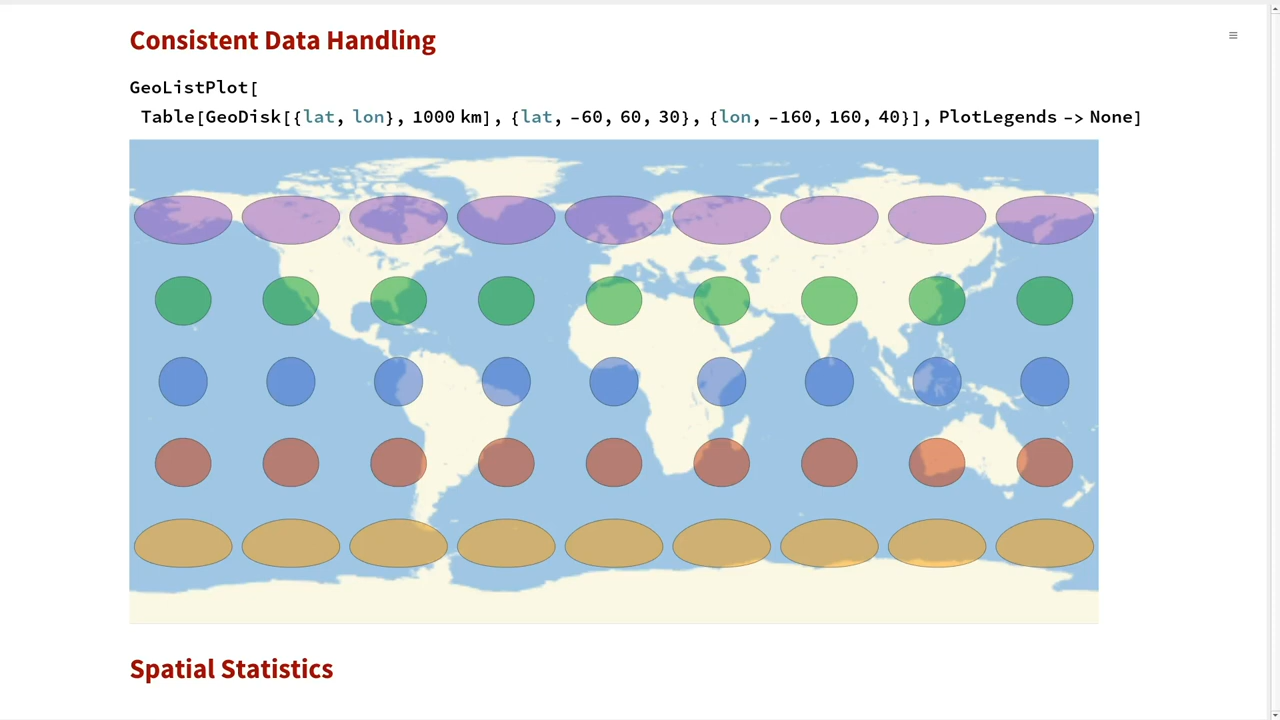 Consistent Data Handling
GeoListPlot[
Table[GeoDisk[{lat, lon}, 1000 km], {lat, -60, 60, 30}, {lon, -160, 160, 40}], PlotLegends -> None]
Spatial Statistics